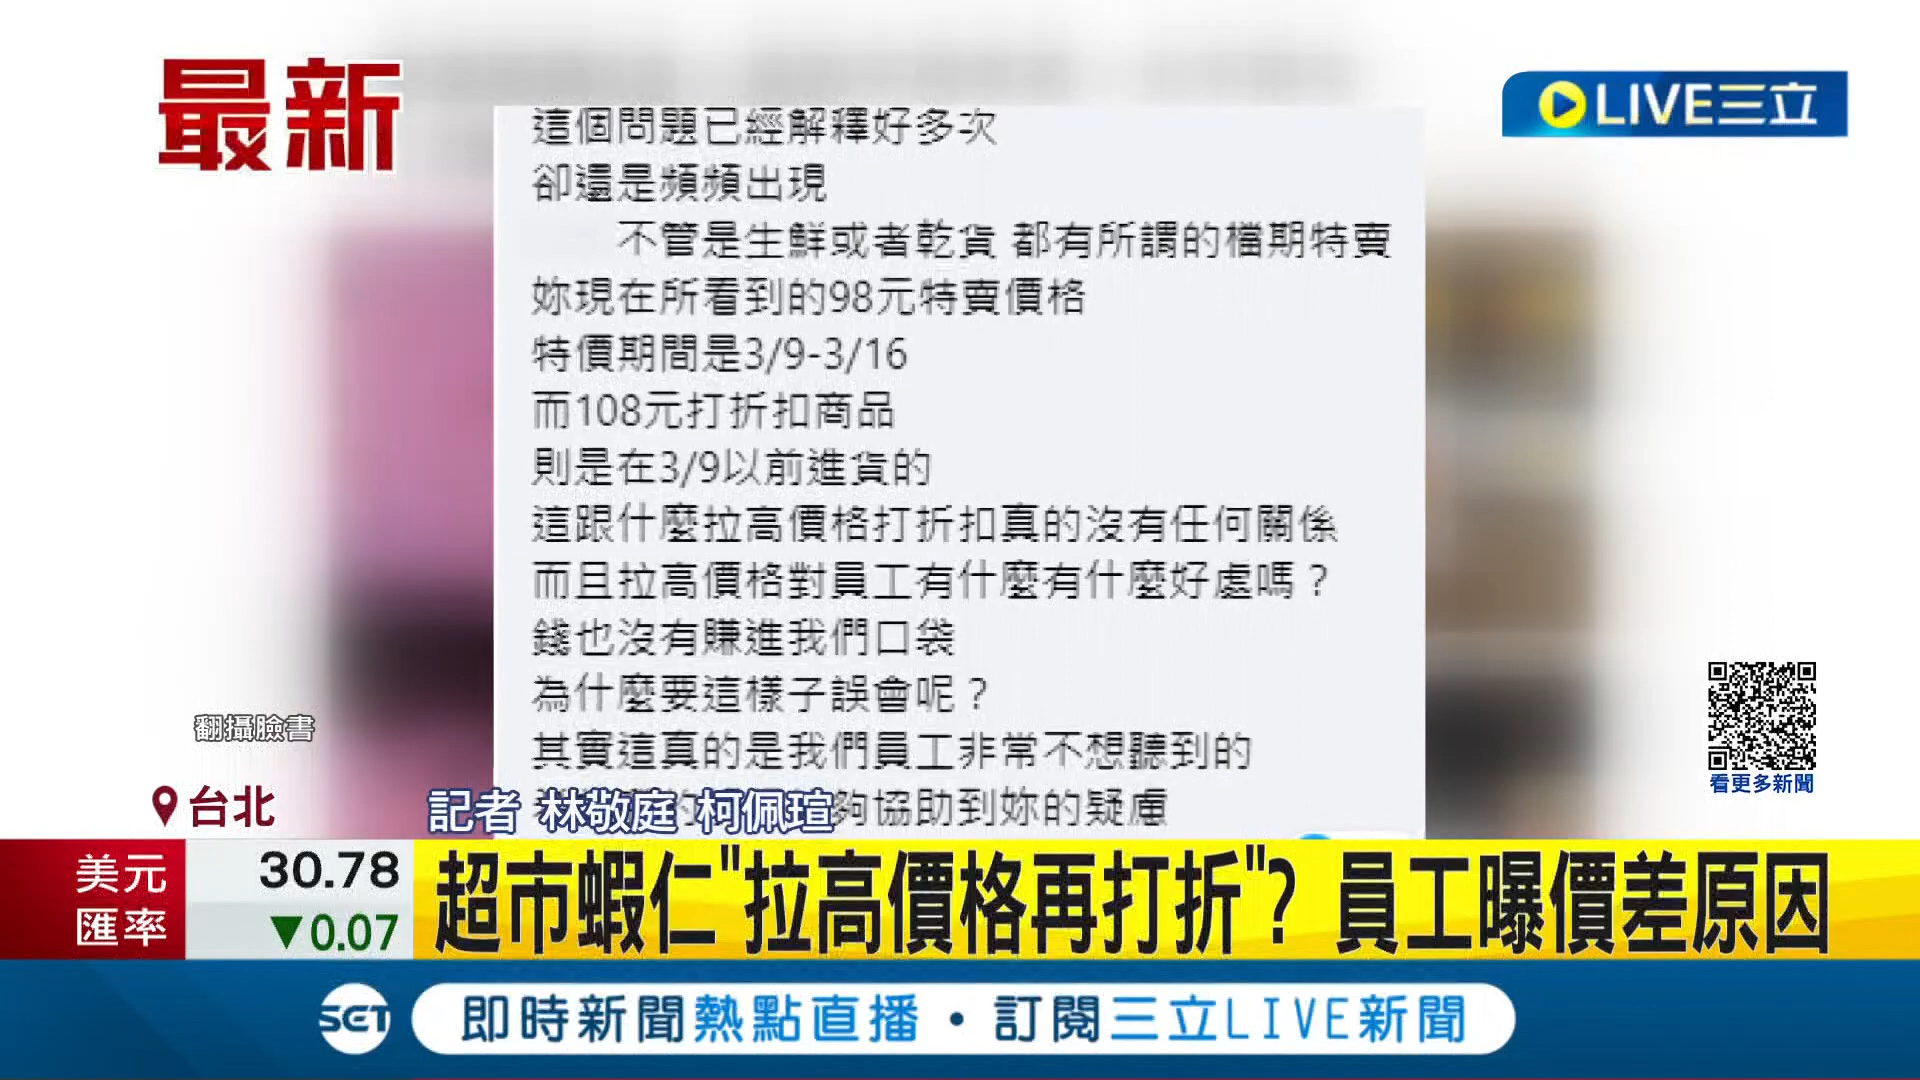 最新
LIVE三立
這個問題已經解釋好多次
卻還是頻頻出現
不管是生鮮或者乾貨 都有所謂的檔期特賣
妳現在所看到的98元特賣價格
特價期間是3/9-3/16
而108元打折扣商品
則是在3/9以前進貨的
這跟什麼拉高價格打折扣真的沒有任何關係
而且拉高價格對員工有什麼有什麼好處嗎？
錢也沒有賺進我們口袋
為什麼要這樣子誤會呢？
其實這真的是我們員工非常不想聽到的
夠協助到妳的疑慮
翻攝臉書
看更多新聞
台北
記者 林敬庭 柯佩瑄
美元
匯率
30.78
▼0.07
超市蝦仁"拉高價格再打折"? 員工曝價差原因
SET
即時新聞熱點直播・訂閱三立LIVE新聞